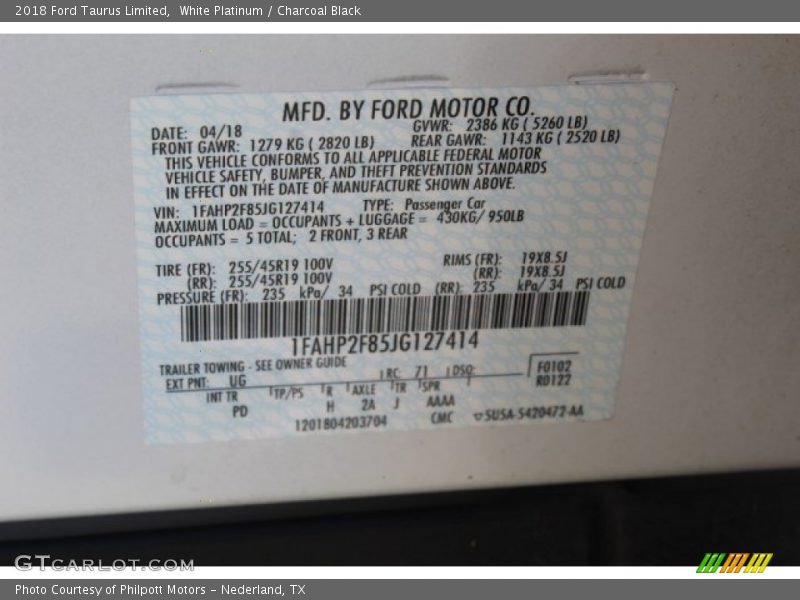 2018 Ford Taurus Limited,  White Platinum / Charcoal Black
MFD. BY FORD MOTOR CO.
DATE: 04/18 GVWR: 2386 KG ( 5260 LB)
FRONT GAWR: 1279 KG ( 2820 LB) REAR GAWR: 1143 KG ( 2520 LB)
THIS VEHICLE CONFORMS TO ALL APPLICABLE FEDERAL MOTOR
VEHICLE SAFETY, BUMPER, AND THEFT PREVENTION STANDARDS
IN EFFECT ON THE DATE OF MANUFACTURE SHOWN ABOVE.
VIN: 1FAHP2F85JG127414 TYPE: Passenger Car
MAXIMUM LOAD = OCCUPANTS + LUGGAGE = 430KG/ 950LB
OCCUPANTS = 5 TOTAL; 2 FRONT, 3 REAR
TIRE (FR): 255/45R19 100V RIMS (FR): 19X8.5J
(RR): 255/45R19 100V (RR): 19X8.5J
PRESSURE (FR): 235 kPa/ 34 PSI COLD (RR): 235 kPa/ 34 PSI COLD
1FAHP2F85JG127414
TRAILER TOWING - SEE OWNER GUIDE
EXT PNT: UG RC: 71 DSO: F0102
R0122
INT TR TP/PS R AXLE TR SPR
PD H 2A J AAAA
1201804203704 CMC ▽5USA-5420472-AA
GTCARLOT.COM
Photo Courtesy of Philpott Motors - Nederland, TX